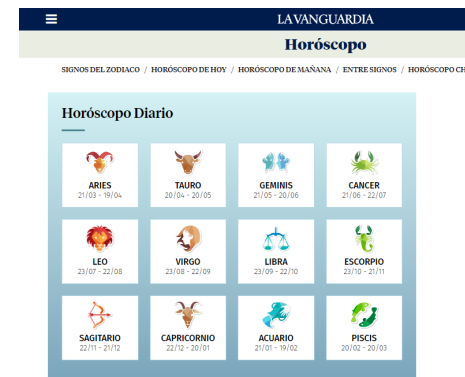 LA VANGUARDIA
Horóscopo
SIGNOS DEL ZODIACO / HORÓSCOPO DE HOY / HORÓSCOPO DE MAÑANA / ENTRE SIGNOS / HORÓSCOPO CH
Horóscopo Diario
ARIES
21/03 - 19/04
TAURO
20/04 - 20/05
GEMINIS
21/05 - 20/06
CANCER
21/06 - 22/07
LEO
23/07 - 22/08
VIRGO
23/08 - 22/09
LIBRA
23/09 - 22/10
ESCORPIO
23/10 - 21/11
SAGITARIO
22/11 - 21/12
CAPRICORNIO
22/12 - 20/01
ACUARIO
21/01 - 19/02
PISCIS
20/02 - 20/03